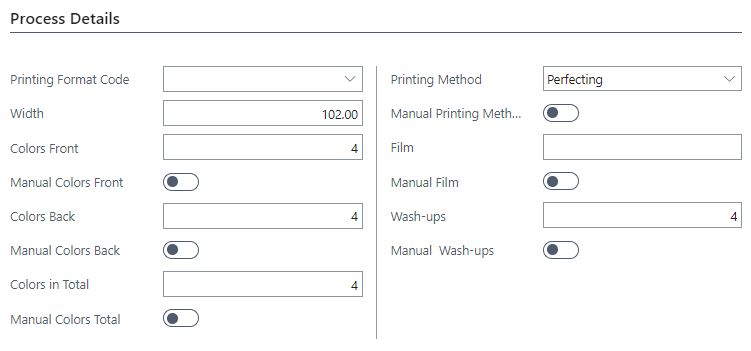 Process Details
Printing Format Code
Width 102.00
Colors Front 4
Manual Colors Front
Colors Back 4
Manual Colors Back
Colors in Total 4
Manual Colors Total
Printing Method Perfecting
Manual Printing Meth...
Film
Manual Film
Wash-ups 4
Manual Wash-ups